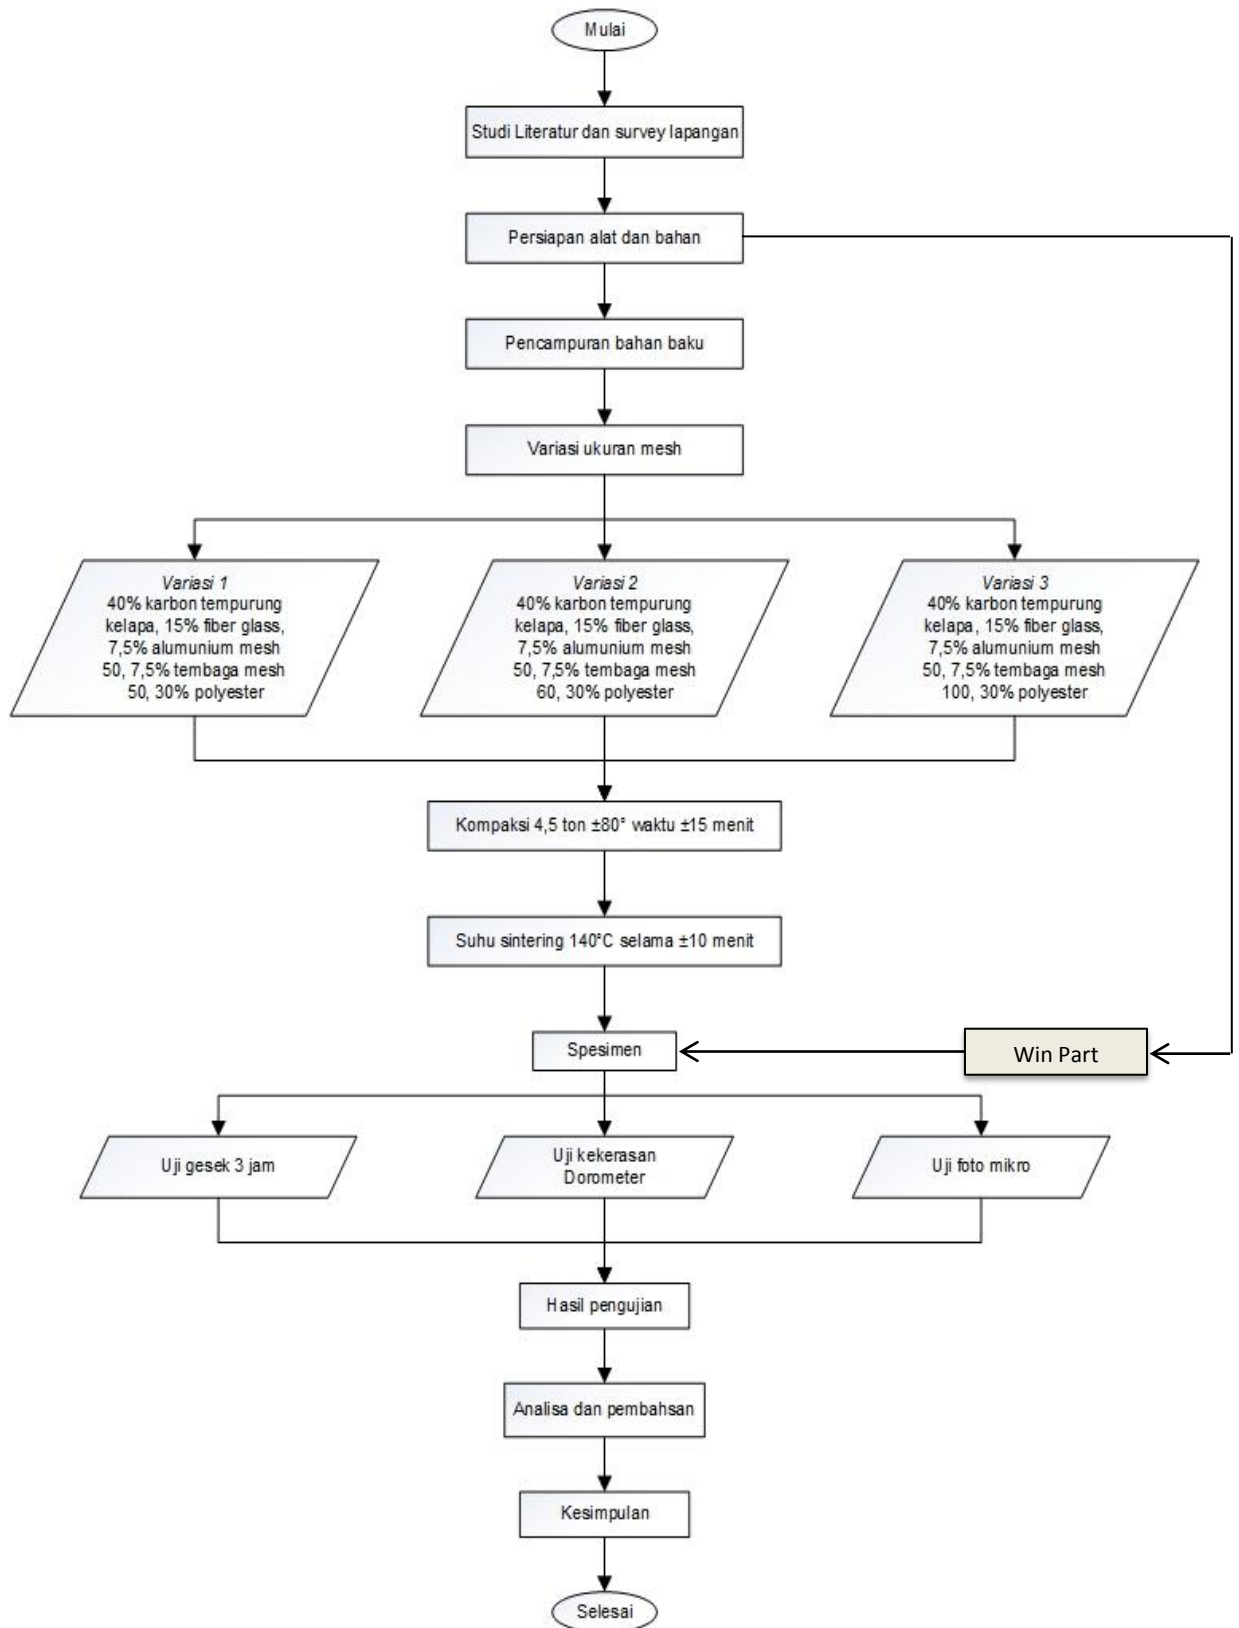 Mulai
Studi Literatur dan survey lapangan
Persiapan alat dan bahan
Pencampuran bahan baku
Variasi ukuran mesh
Variasi 1
40% karbon tempurung
kelapa, 15% fiber glass,
7,5% alumunium mesh
50, 7,5% tembaga mesh
50, 30% polyester
Variasi 2
40% karbon tempurung
kelapa, 15% fiber glass,
7,5% alumunium mesh
50, 7,5% tembaga mesh
60, 30% polyester
Variasi 3
40% karbon tempurung
kelapa, 15% fiber glass,
7,5% alumunium mesh
50, 7,5% tembaga mesh
100, 30% polyester
Kompaksi 4,5 ton ±80° waktu ±15 menit
Suhu sintering 140°C selama ±10 menit
Spesimen
Win Part
Uji gesek 3 jam
Uji kekerasan
Dorometer
Uji foto mikro
Hasil pengujian
Analisa dan pembahsan
Kesimpulan
Selesai